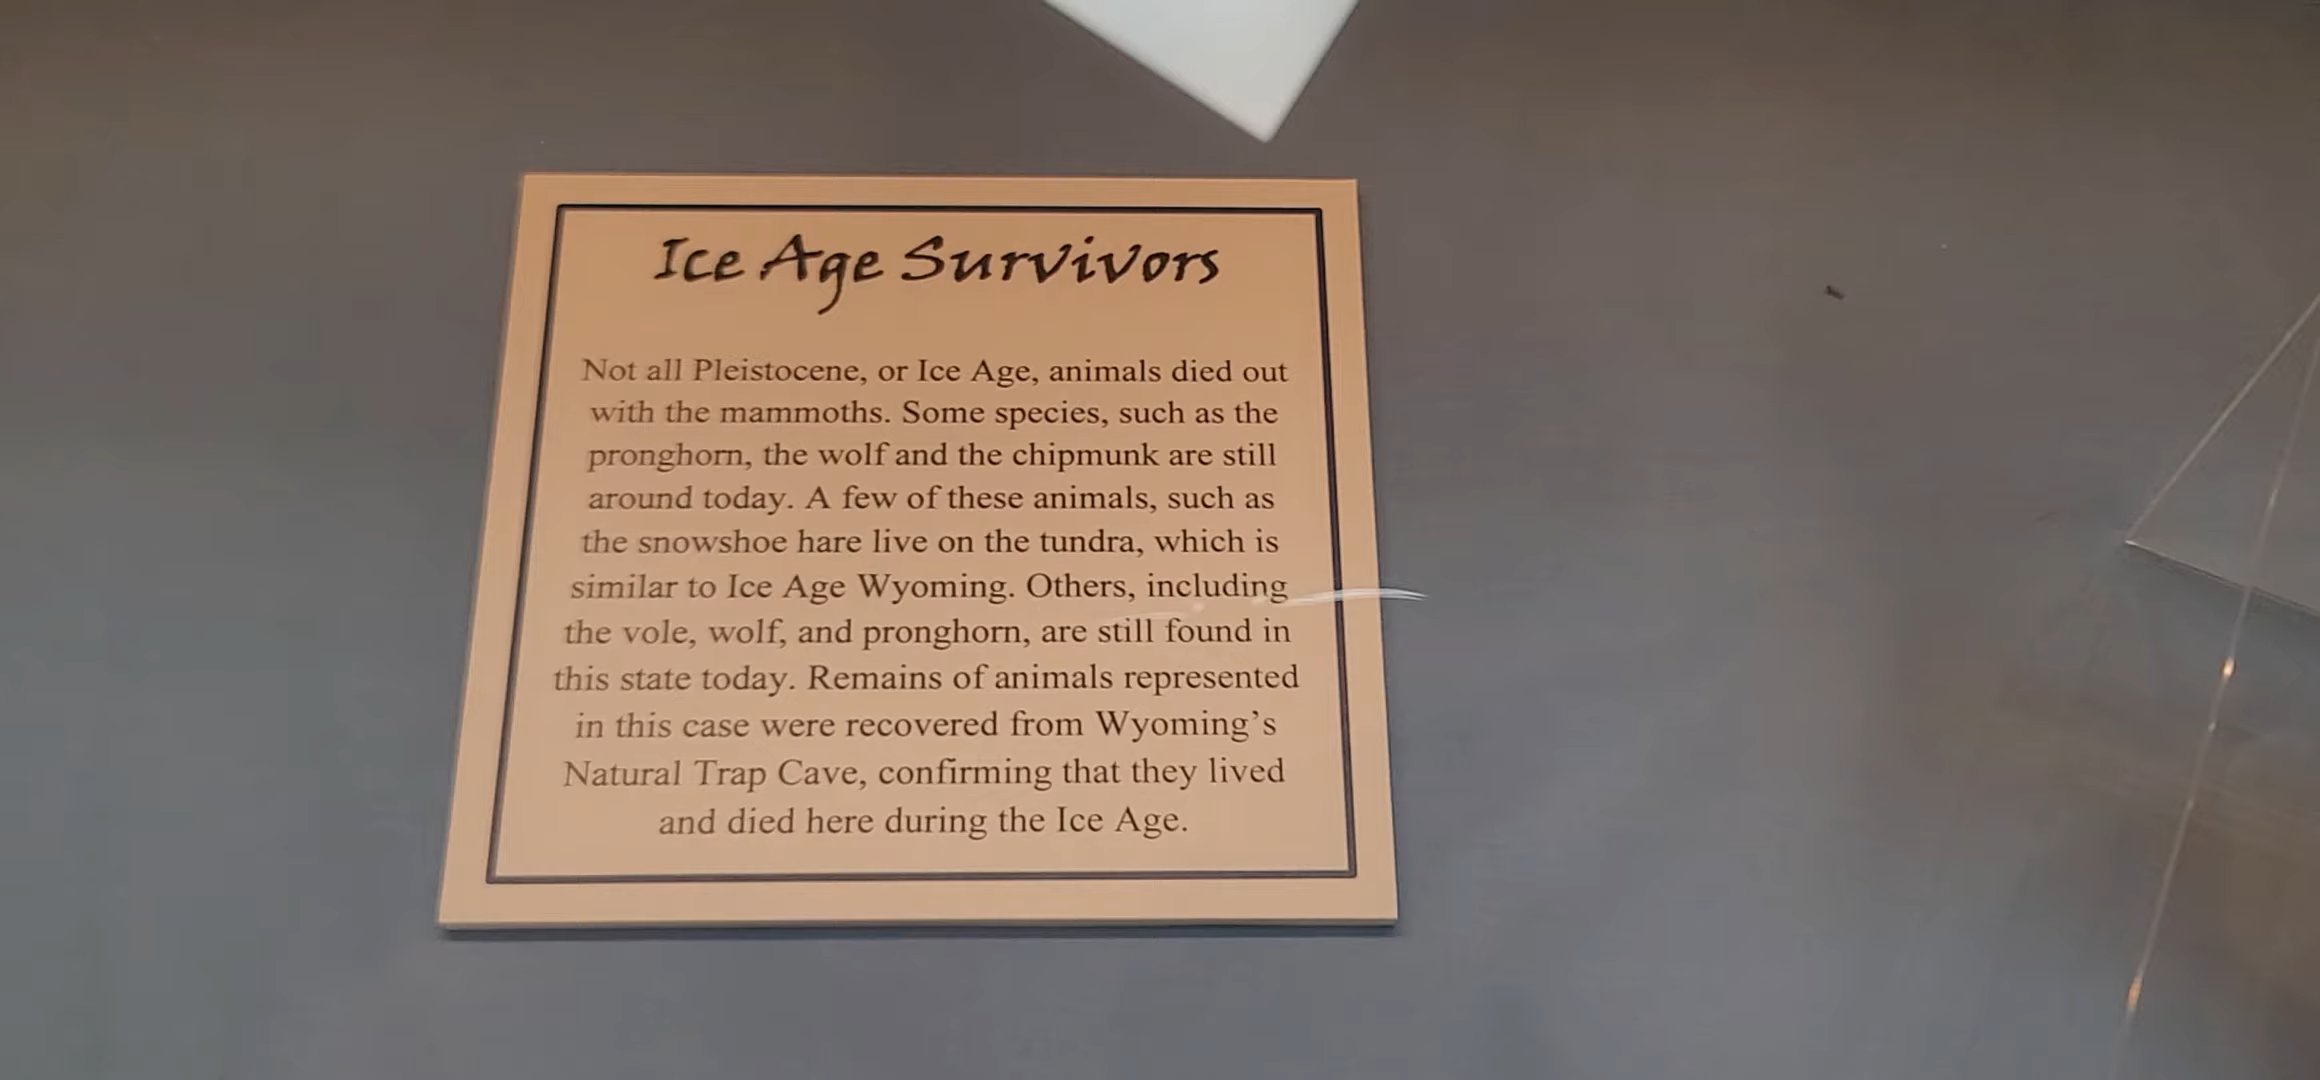 Ice Age Survivors
Not all Pleistocene, or Ice Age, animals died out
with the mammoths. Some species, such as the
pronghorn, the wolf and the chipmunk are still
around today. A few of these animals, such as
the snowshoe hare live on the tundra, which is
similar to Ice Age Wyoming. Others, including
the vole, wolf, and pronghorn, are still found in
this state today. Remains of animals represented
in this case were recovered from Wyoming’s
Natural Trap Cave, confirming that they lived
and died here during the Ice Age.